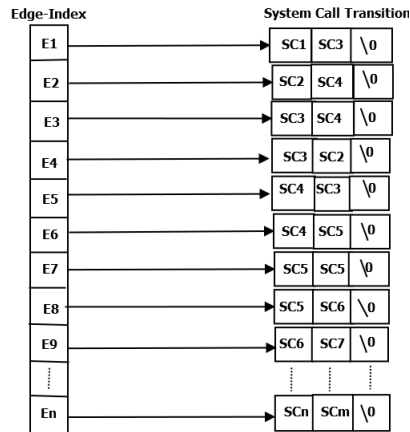 Edge-Index System Call Transition
E1 SC1 SC3 \0
E2 SC2 SC4 \0
E3 SC3 SC4 \0
E4 SC3 SC2 \0
E5 SC4 SC3 \0
E6 SC4 SC5 \0
E7 SC5 SC5 \0
E8 SC5 SC6 \0
E9 SC6 SC7 \0
En SCn SCm \0